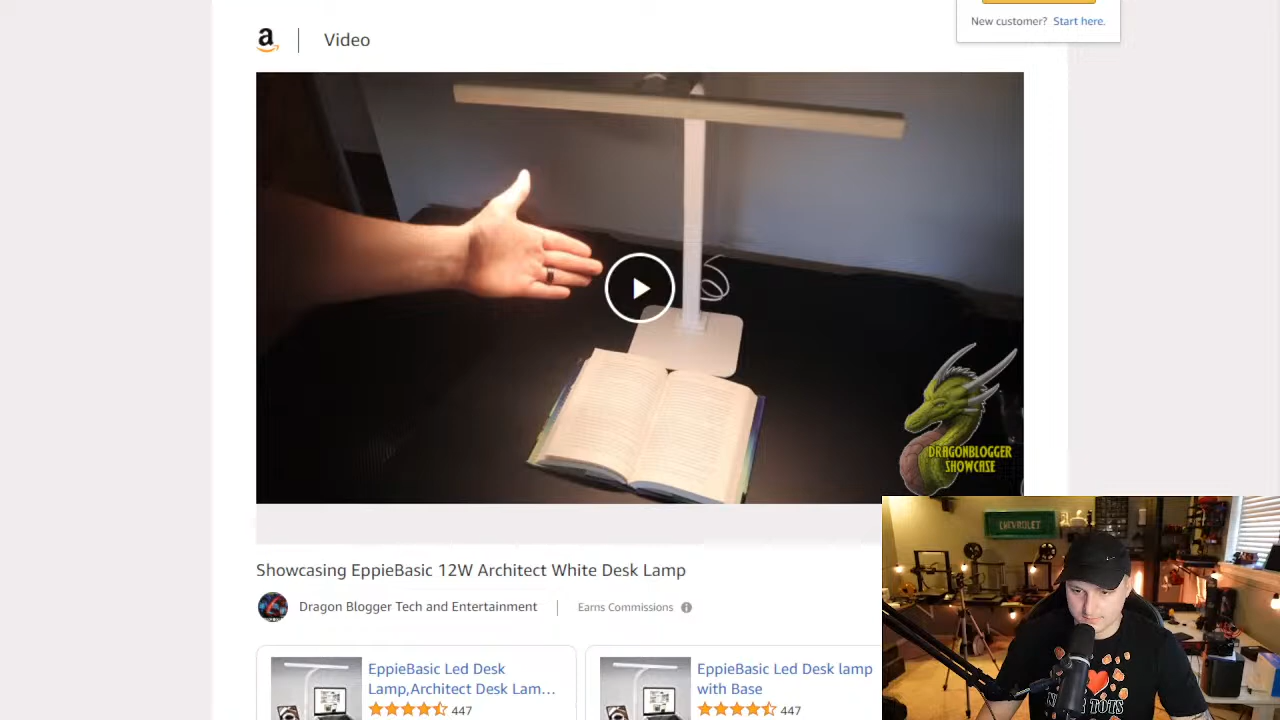 New customer? Start here.
a
Video
DRAGONBLOGGER
SHOWCASE
CHEVROLET
Showcasing EppieBasic 12W Architect White Desk Lamp
Dragon Blogger Tech and Entertainment
Earns Commissions
EppieBasic Led Desk
Lamp,Architect Desk Lam...
447
EppieBasic Led Desk lamp
with Base
447
TOTS